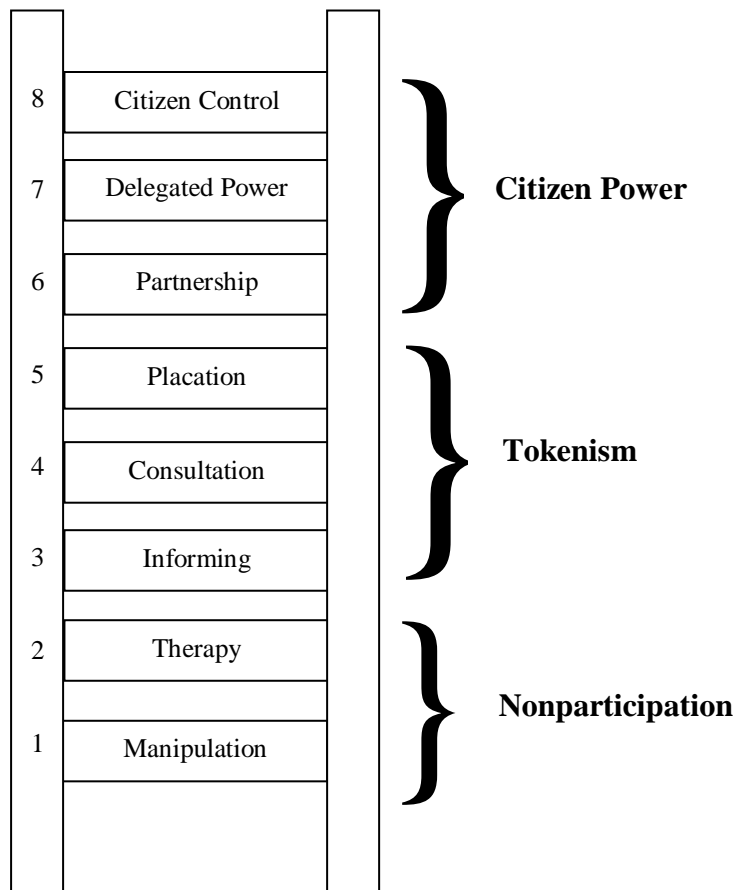 8 Citizen Control
7 Delegated Power
Citizen Power
6 Partnership
5 Placation
4 Consultation
Tokenism
3 Informing
2 Therapy
1 Manipulation
Nonparticipation